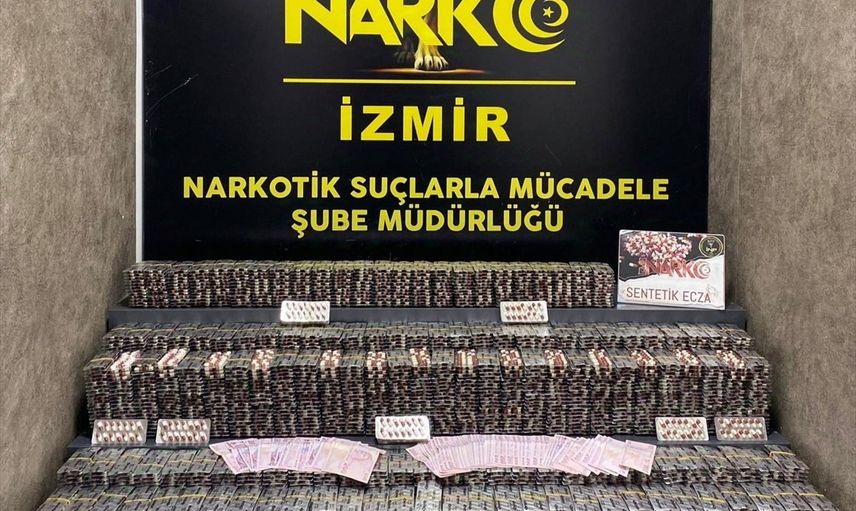 NARKO
İZMİR
NARKOTİK SUÇLARLA MÜCADELE
ŞUBE MÜDÜRLÜĞÜ
NARKO
SENTETİK ECZA